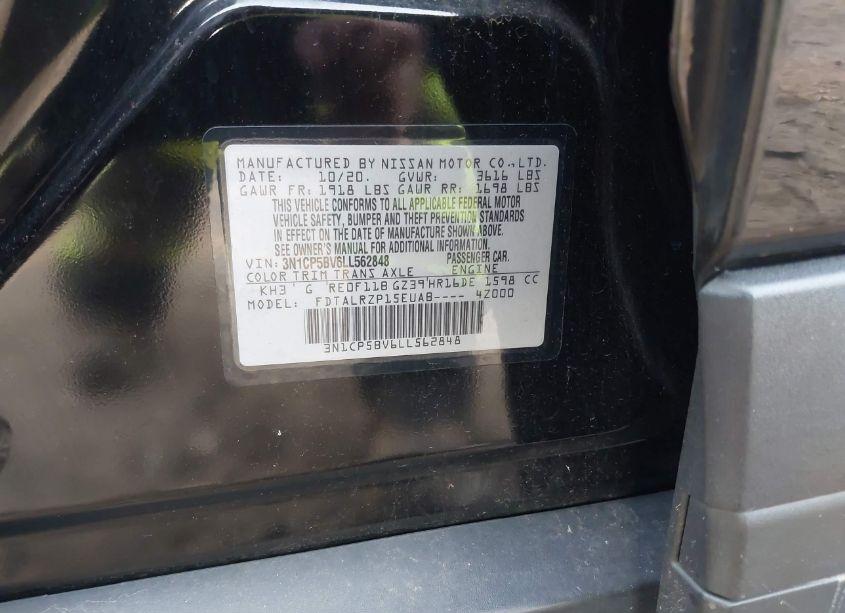 MANUFACTURED BY NISSAN MOTOR CO.,LTD.
DATE: 10/20. GVWR: 3616 LBS
GAWR FR: 1918 LBS GAWR RR: 1698 LBS
THIS VEHICLE CONFORMS TO ALL APPLICABLE FEDERAL MOTOR
VEHICLE SAFETY, BUMPER AND THEFT PREVENTION STANDARDS
IN EFFECT ON THE DATE OF MANUFACTURE SHOWN ABOVE.
SEE OWNER'S MANUAL FOR ADDITIONAL INFORMATION.
VIN: 3N1CP5BV6LL562848 PASSENGER CAR.
COLOR TRIM TRANS AXLE ENGINE
KH3 G RE0F11B GZ39 HR16DE 1598 CC
MODEL: FDTALRZP15EUAB---- 4Z000
3N1CP5BV6LL562848